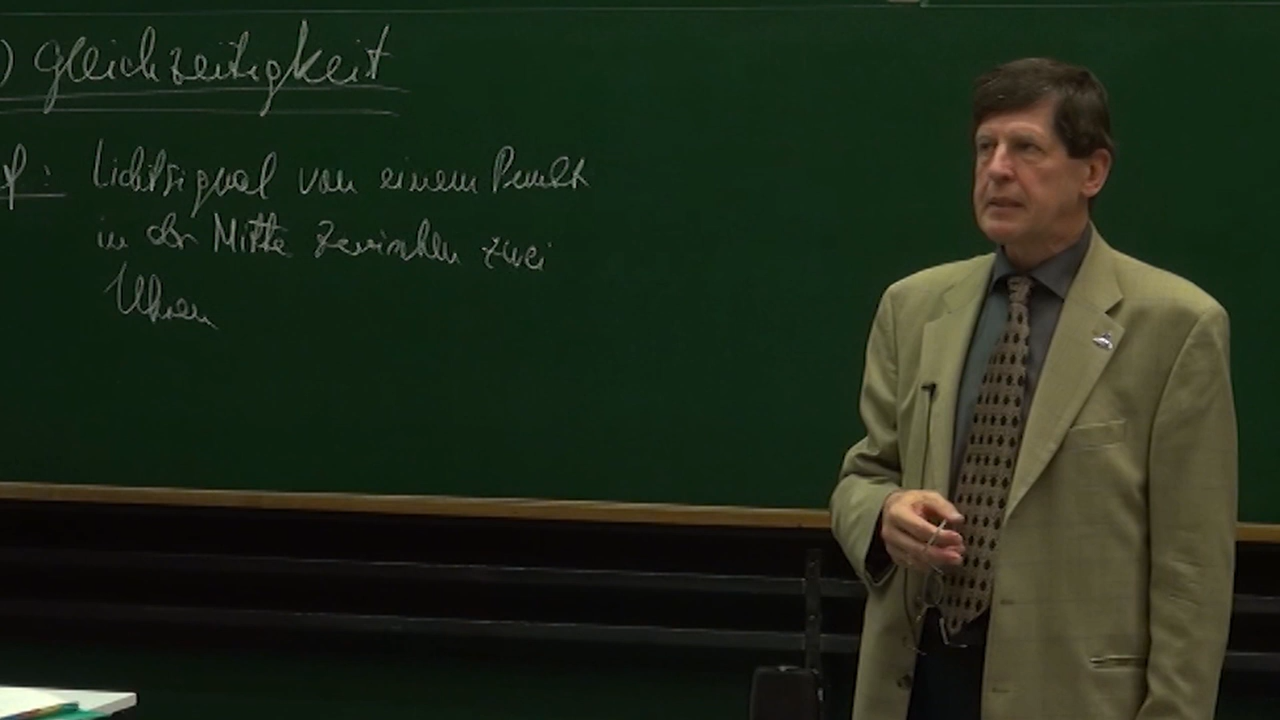 ) Gleichzeitigkeit
f: Lichtsignal von einem Punkt
in der Mitte zwischen zwei
Uhren